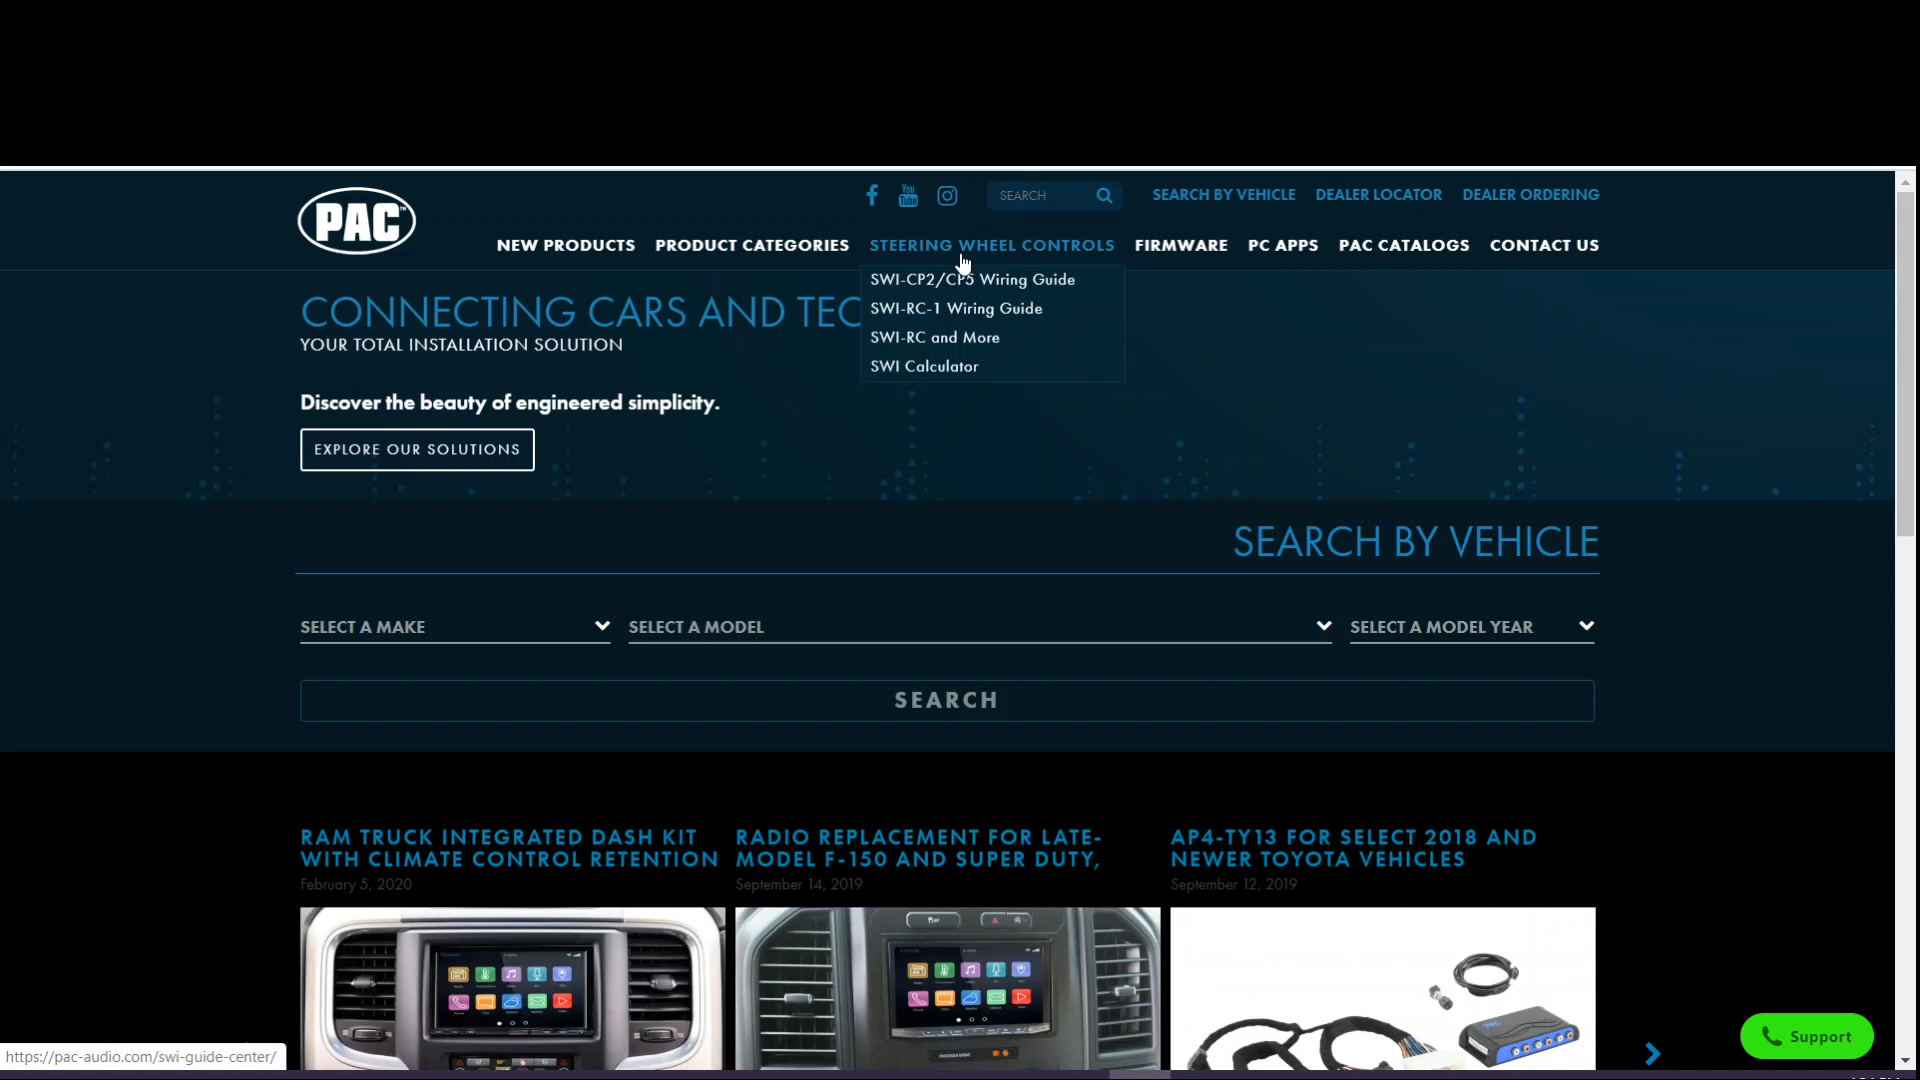 PAC
SEARCH
SEARCH BY VEHICLE
DEALER LOCATOR
DEALER ORDERING
NEW PRODUCTS
PRODUCT CATEGORIES
STEERING WHEEL CONTROLS
FIRMWARE
PC APPS
PAC CATALOGS
CONTACT US
SWI-CP2/CP5 Wiring Guide
SWI-RC-1 Wiring Guide
SWI-RC and More
SWI Calculator
CONNECTING CARS AND TEC
YOUR TOTAL INSTALLATION SOLUTION
Discover the beauty of engineered simplicity.
EXPLORE OUR SOLUTIONS
SEARCH BY VEHICLE
SELECT A MAKE
SELECT A MODEL
SELECT A MODEL YEAR
SEARCH
RAM TRUCK INTEGRATED DASH KIT
WITH CLIMATE CONTROL RETENTION
February 5, 2020
RADIO REPLACEMENT FOR LATE-
MODEL F-150 AND SUPER DUTY,
September 14, 2019
AP4-TY13 FOR SELECT 2018 AND
NEWER TOYOTA VEHICLES
September 12, 2019
Support
https://pac-audio.com/swi-guide-center/